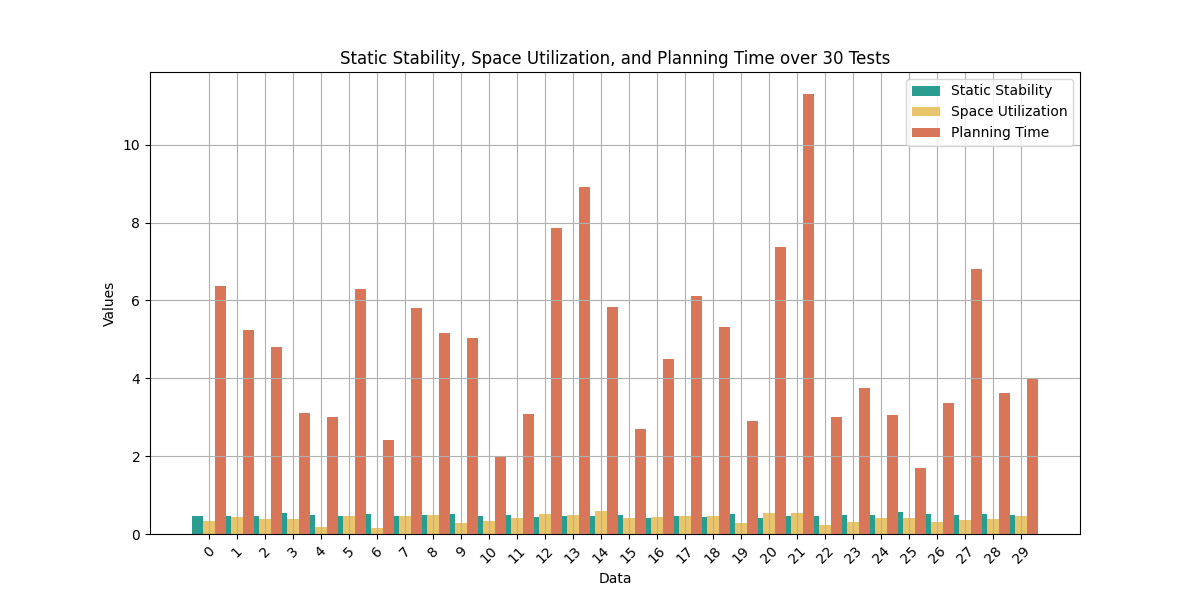 Static Stability, Space Utilization, and Planning Time over 30 Tests
Static Stability
Space Utilization
Planning Time
Values
10
8
6
4
2
0
0 1 2 3 4 5 6 7 8 9 10 11 12 13 14 15 16 17 18 19 20 21 22 23 24 25 26 27 28 29
Data